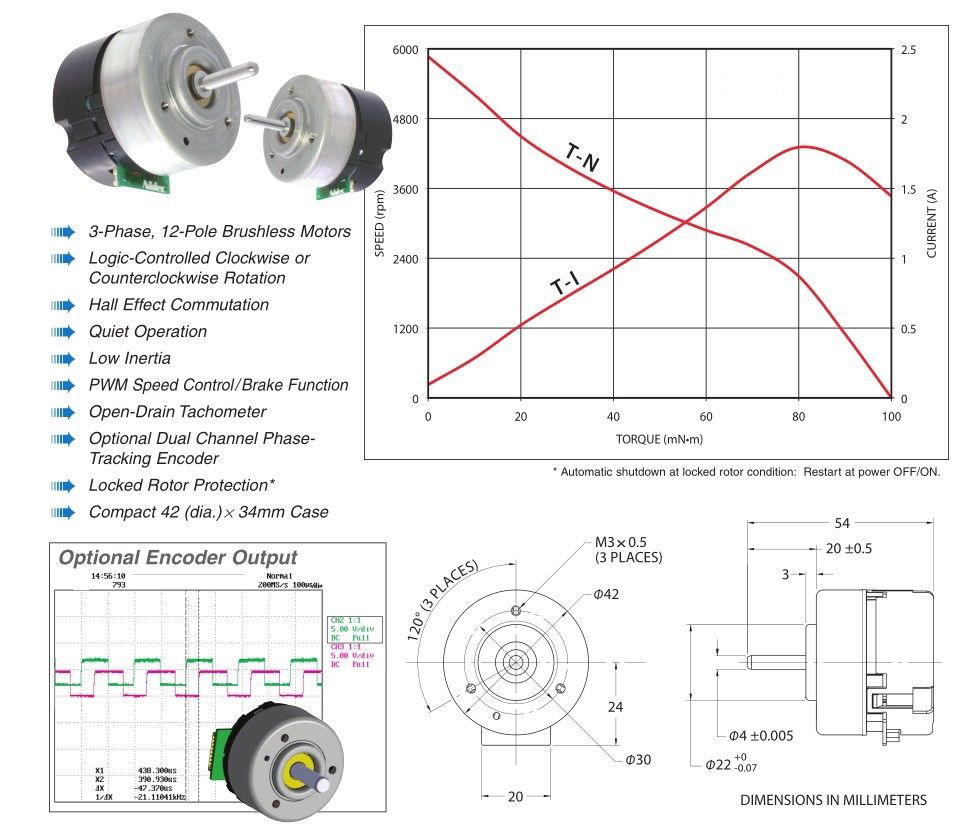 6000
4800
3600
2400
1200
0
2.5
2
1.5
1
0.5
0
SPEED (rpm)
CURRENT (A)
T-N
T-I
0 20 40 60 80 100
TORQUE (mN•m)
* Automatic shutdown at locked rotor condition: Restart at power OFF/ON.
3-Phase, 12-Pole Brushless Motors
Logic-Controlled Clockwise or
Counterclockwise Rotation
Hall Effect Commutation
Quiet Operation
Low Inertia
PWM Speed Control/Brake Function
Open-Drain Tachometer
Optional Dual Channel Phase-
Tracking Encoder
Locked Rotor Protection*
Compact 42 (dia.) × 34mm Case
Optional Encoder Output
14:56:10
793
Normal
200MS/s 100us/div
CH2 1:1
5.00 V/div
DC Full
CH3 1:1
5.00 V/div
DC Full
X1 438.300us
X2 390.930us
ΔX -47.370us
1/ΔX -21.11041kHz
120° (3 PLACES)
M3 × 0.5
(3 PLACES)
Φ42
24
Φ30
20
54
20 ±0.5
3
Φ4 ±0.005
Φ22 +0 -0.07
DIMENSIONS IN MILLIMETERS